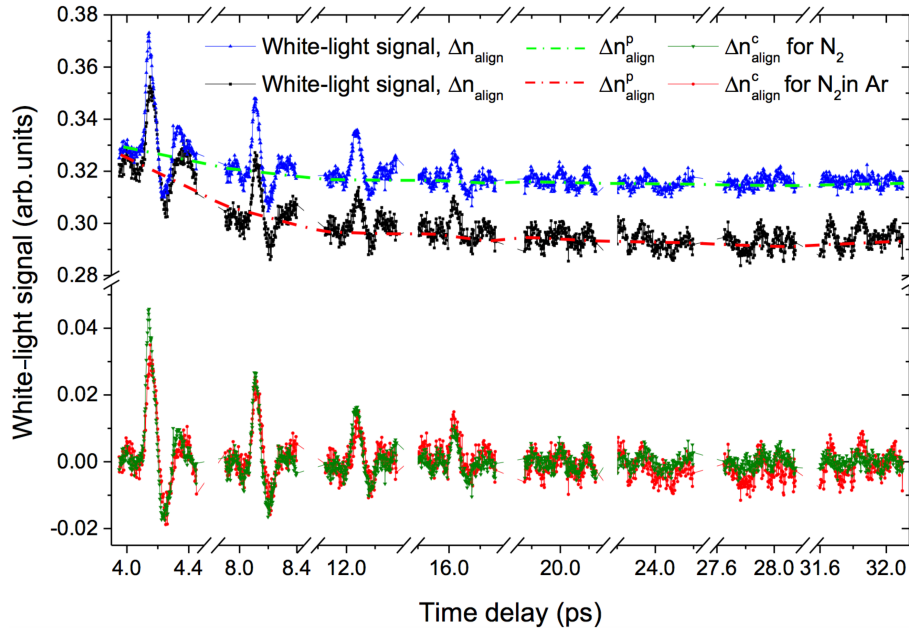 0.38
0.36
0.34
0.32
0.30
0.28
0.04
0.02
0.00
-0.02
White-light signal (arb. units)
White-light signal, Δn_align
Δn^p_align
Δn^c_align for N₂
White-light signal, Δn_align
Δn^p_align
Δn^c_align for N₂ in Ar
4.0 4.4 8.0 8.4 12.0 16.0 20.0 24.0 27.6 28.0 31.6 32.0
Time delay (ps)